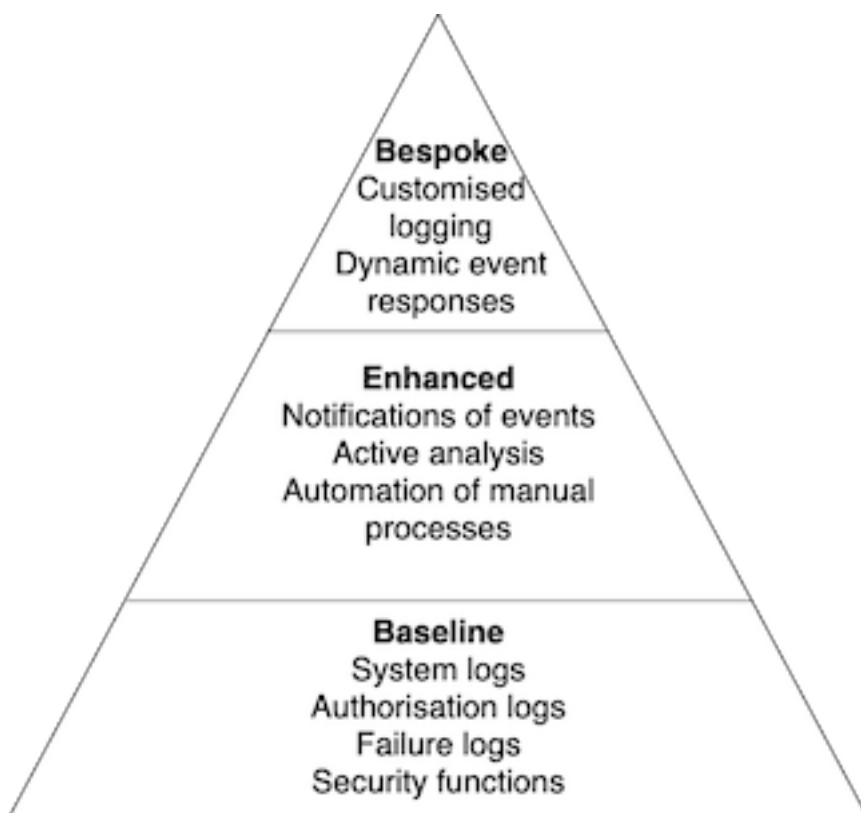 Bespoke
Customised
logging
Dynamic event
responses
Enhanced
Notifications of events
Active analysis
Automation of manual
processes
Baseline
System logs
Authorisation logs
Failure logs
Security functions